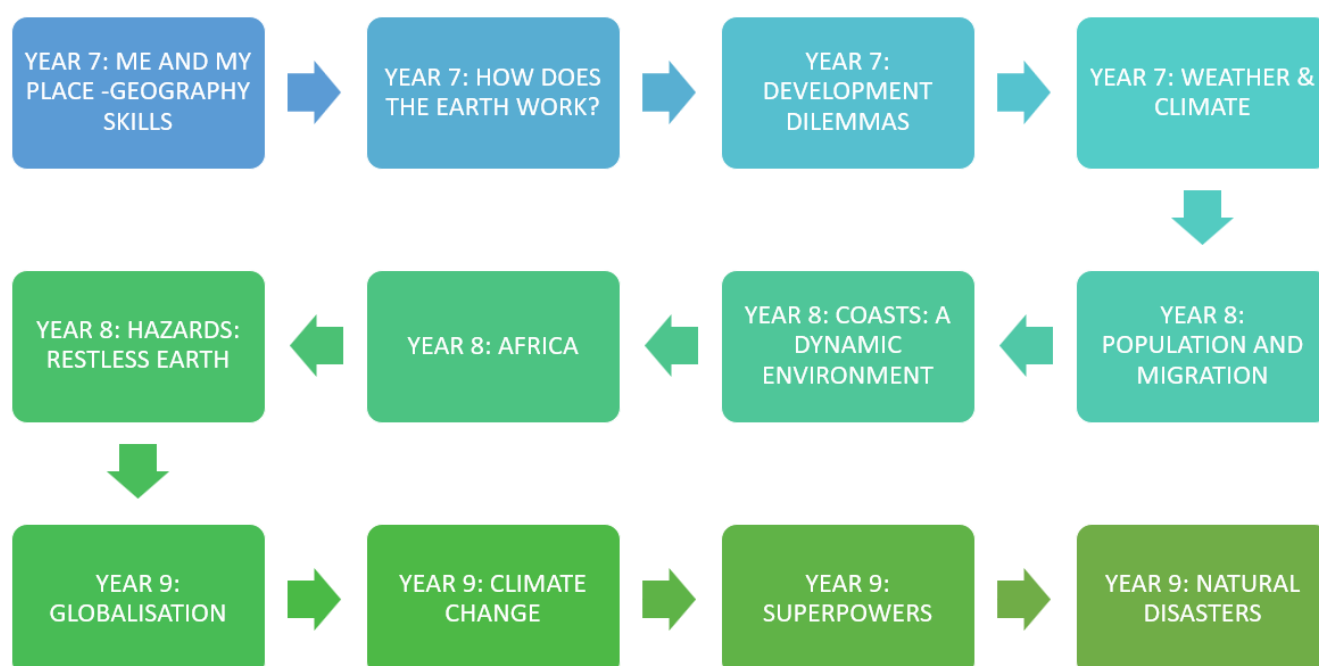 YEAR 7: ME AND MY
PLACE -GEOGRAPHY
SKILLS
YEAR 7: HOW DOES
THE EARTH WORK?
YEAR 7:
DEVELOPMENT
DILEMMAS
YEAR 7: WEATHER &
CLIMATE
YEAR 8:
POPULATION AND
MIGRATION
YEAR 8: COASTS: A
DYNAMIC
ENVIRONMENT
YEAR 8: AFRICA
YEAR 8: HAZARDS:
RESTLESS EARTH
YEAR 9:
GLOBALISATION
YEAR 9: CLIMATE
CHANGE
YEAR 9:
SUPERPOWERS
YEAR 9: NATURAL
DISASTERS